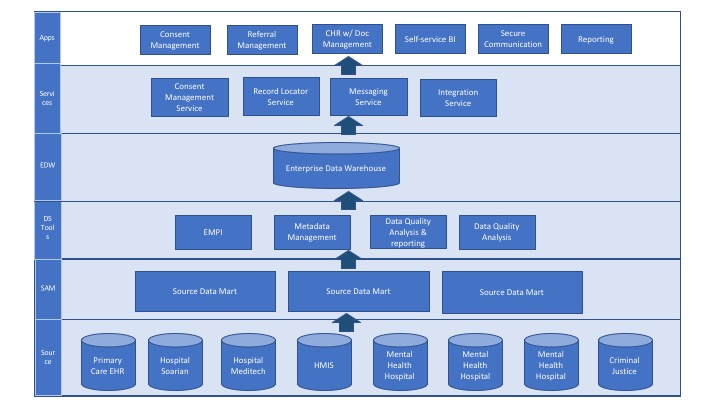 Apps
Consent
Management
Referral
Management
CHR w/ Doc
Management
Self-service BI
Secure
Communication
Reporting
Servi
ces
Consent
Management
Service
Record Locator
Service
Messaging
Service
Integration
Service
EDW
Enterprise Data Warehouse
DS
Tool
s
EMPI
Metadata
Management
Data Quality
Analysis &
reporting
Data Quality
Analysis
SAM
Source Data Mart
Source Data Mart
Source Data Mart
Sour
ce
Primary
Care EHR
Hospital
Soarian
Hospital
Meditech
HMIS
Mental
Health
Hospital
Mental
Health
Hospital
Mental
Health
Hospital
Criminal
Justice